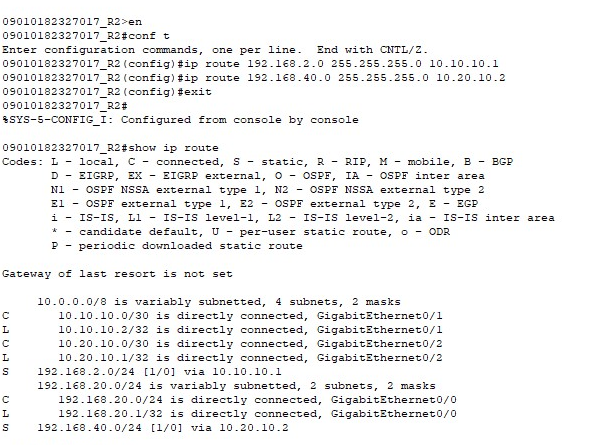 09010182327017_R2>en
09010182327017_R2#conf t
Enter configuration commands, one per line.  End with CNTL/Z.
09010182327017_R2(config)#ip route 192.168.2.0 255.255.255.0 10.10.10.1
09010182327017_R2(config)#ip route 192.168.40.0 255.255.255.0 10.20.10.2
09010182327017_R2(config)#exit
09010182327017_R2#
%SYS-5-CONFIG_I: Configured from console by console
09010182327017_R2#show ip route
Codes: L - local, C - connected, S - static, R - RIP, M - mobile, B - BGP
D - EIGRP, EX - EIGRP external, O - OSPF, IA - OSPF inter area
N1 - OSPF NSSA external type 1, N2 - OSPF NSSA external type 2
E1 - OSPF external type 1, E2 - OSPF external type 2, E - EGP
i - IS-IS, L1 - IS-IS level-1, L2 - IS-IS level-2, ia - IS-IS inter area
* - candidate default, U - per-user static route, o - ODR
P - periodic downloaded static route
Gateway of last resort is not set
10.0.0.0/8 is variably subnetted, 4 subnets, 2 masks
C 10.10.10.0/30 is directly connected, GigabitEthernet0/1
L 10.10.10.2/32 is directly connected, GigabitEthernet0/1
C 10.20.10.0/30 is directly connected, GigabitEthernet0/2
L 10.20.10.1/32 is directly connected, GigabitEthernet0/2
S 192.168.2.0/24 [1/0] via 10.10.10.1
192.168.20.0/24 is variably subnetted, 2 subnets, 2 masks
C 192.168.20.0/24 is directly connected, GigabitEthernet0/0
L 192.168.20.1/32 is directly connected, GigabitEthernet0/0
S 192.168.40.0/24 [1/0] via 10.20.10.2